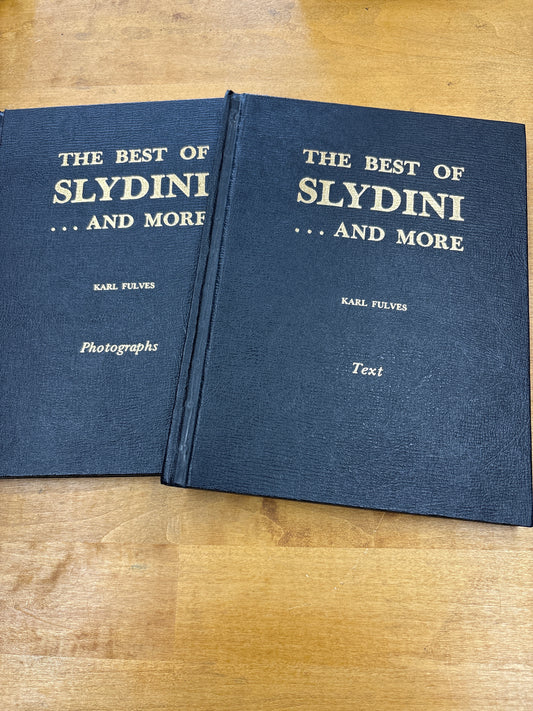 THE BEST OF
SLYDINI
...AND MORE
KARL FULVES
Photographs
THE BEST OF
SLYDINI
...AND MORE
KARL FULVES
Text